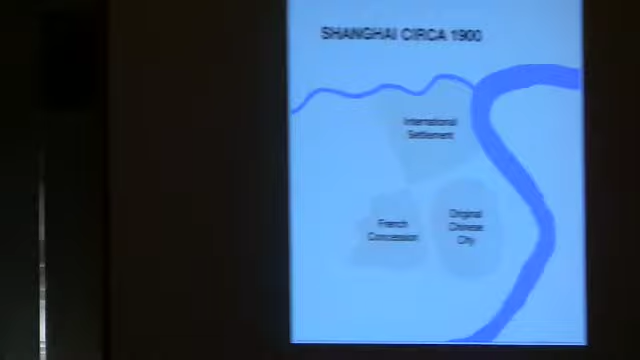 SHANGHAI CIRCA 1900
International
Settlement
French
Concession
Original
Chinese
City